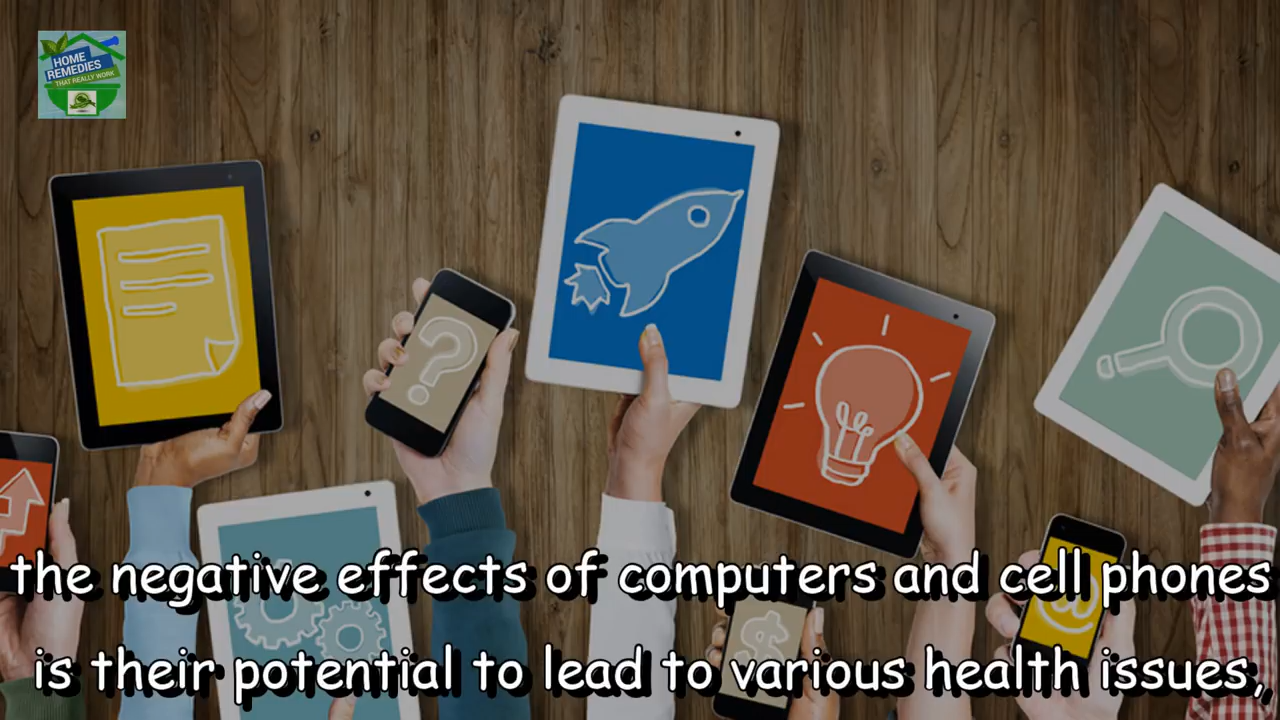 HOME
REMEDIES
THAT REALLY WORK
?
@
$
the negative effects of computers and cell phones
is their potential to lead to various health issues,